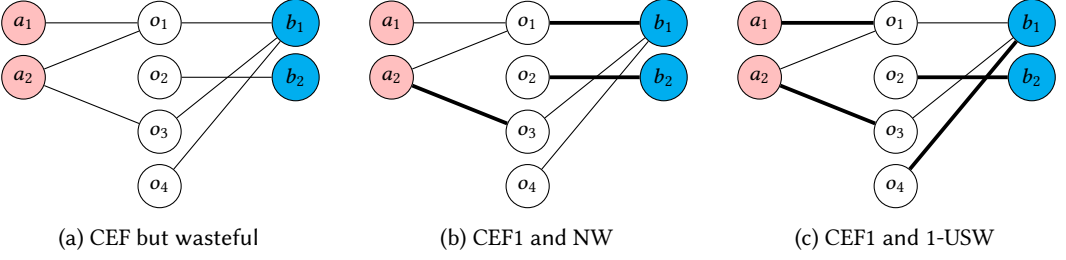 a₁ o₁ b₁ a₁ o₁ b₁ a₁ o₁ b₁
a₂ o₂ b₂ a₂ o₂ b₂ a₂ o₂ b₂
o₃ o₃ o₃
o₄ o₄ o₄
(a) CEF but wasteful (b) CEF1 and NW (c) CEF1 and 1-USW